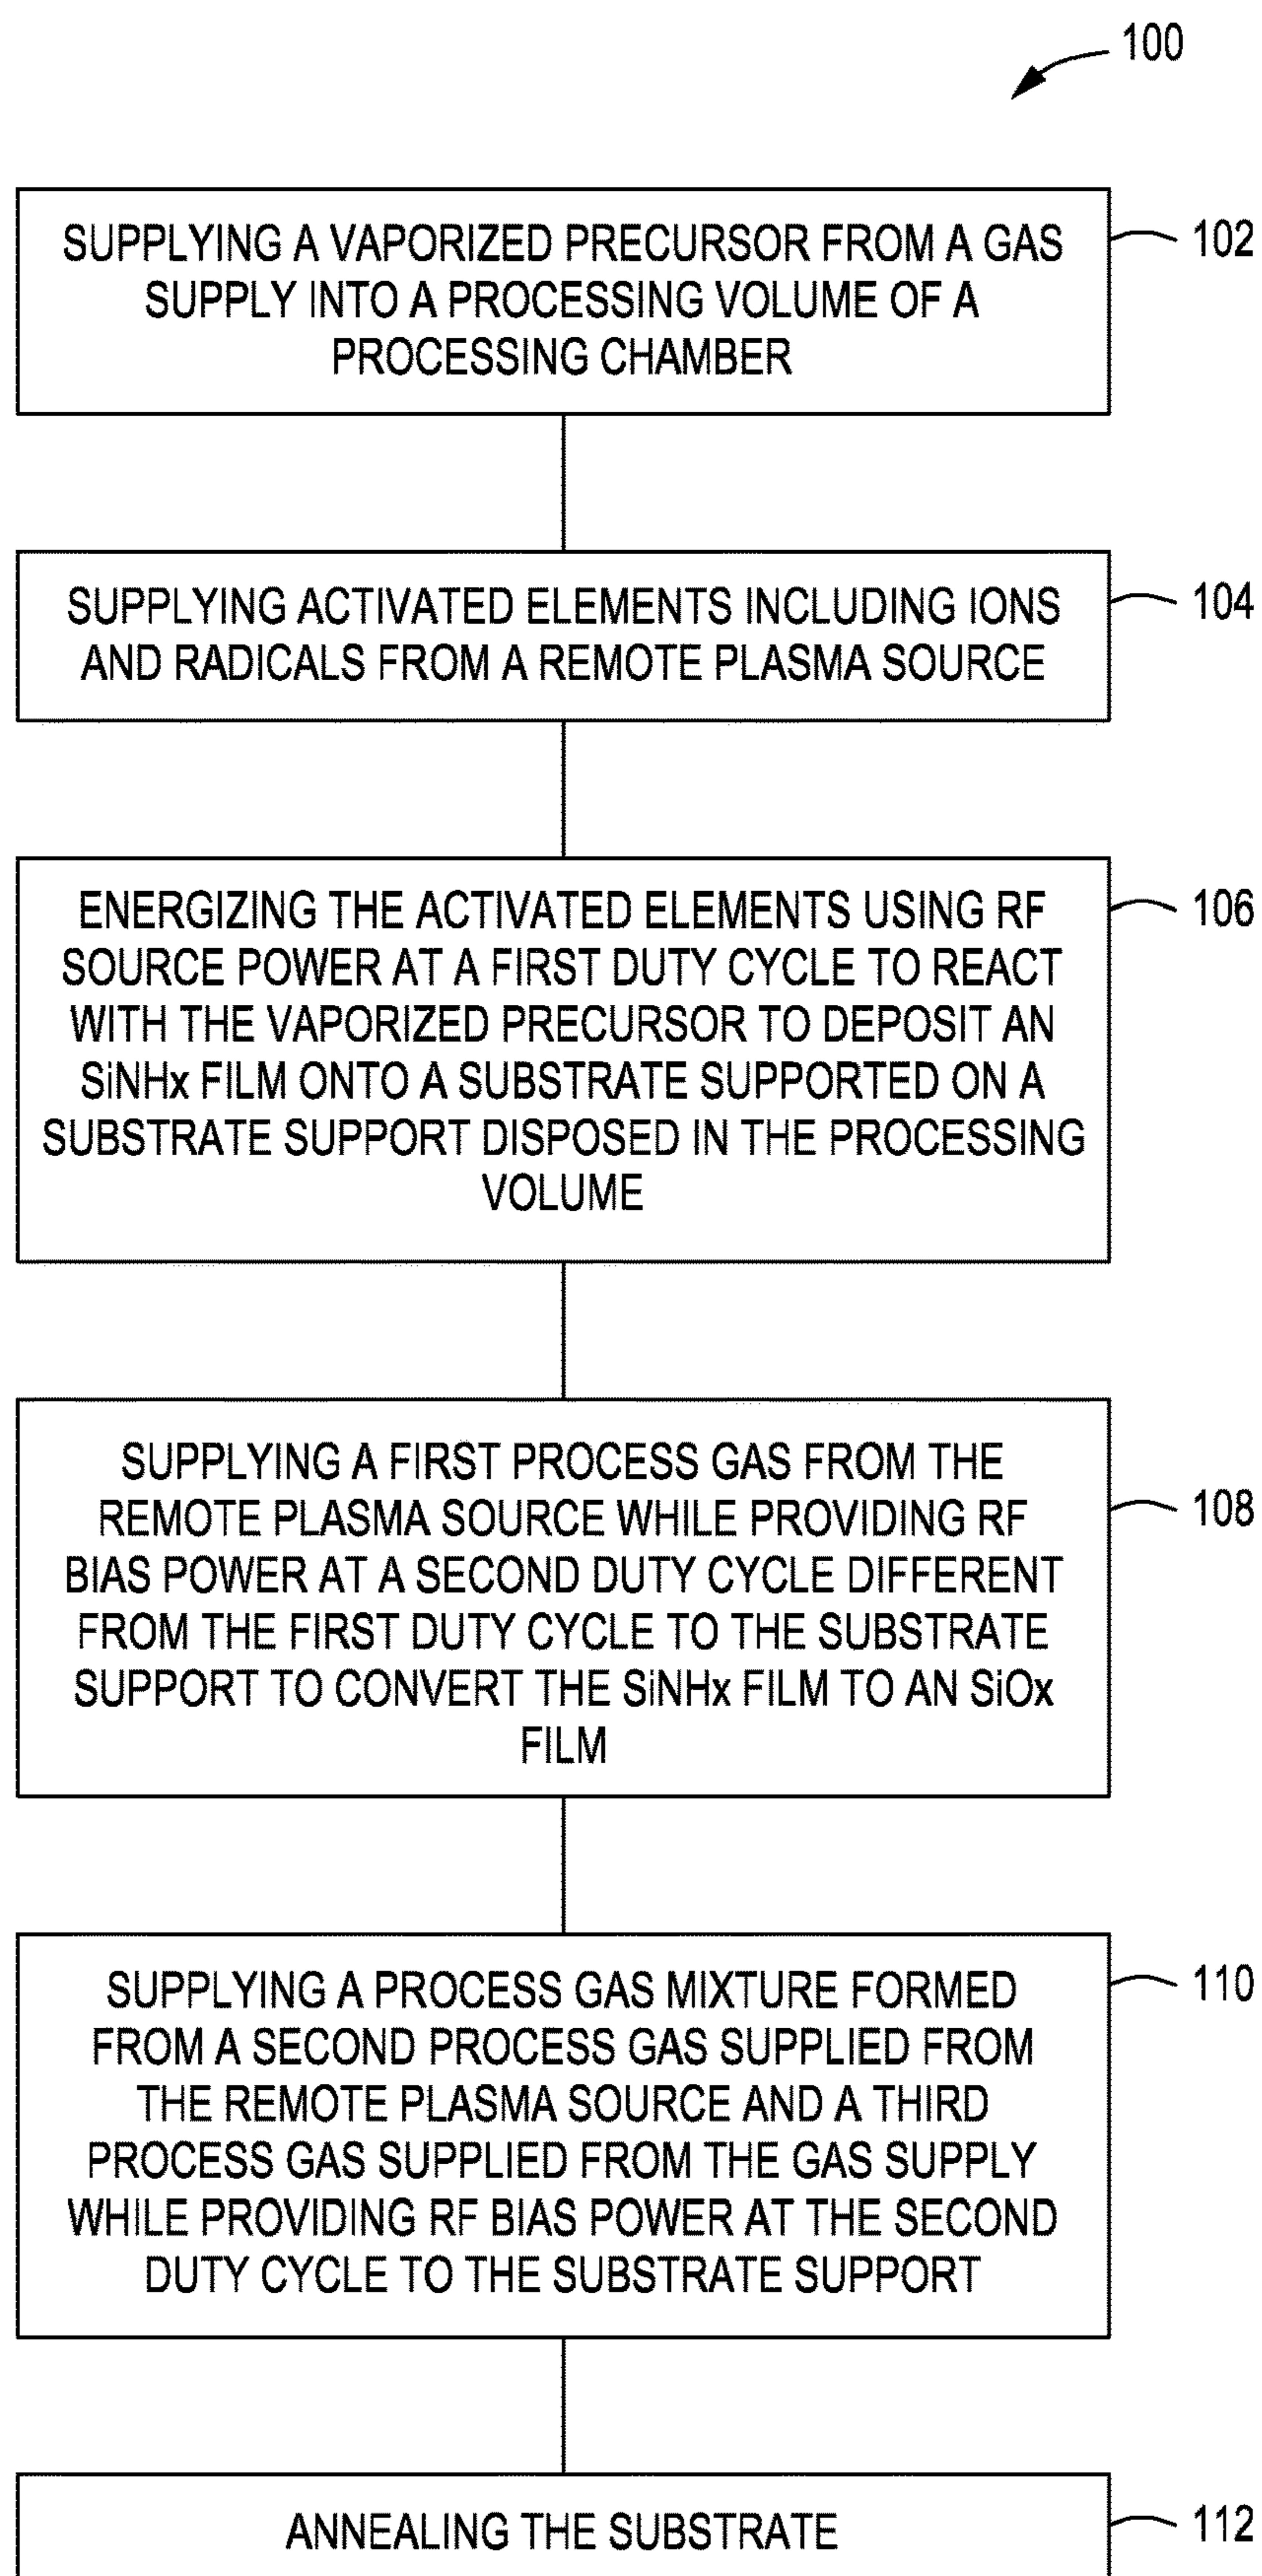 100
SUPPLYING A VAPORIZED PRECURSOR FROM A GAS
SUPPLY INTO A PROCESSING VOLUME OF A
PROCESSING CHAMBER
102
SUPPLYING ACTIVATED ELEMENTS INCLUDING IONS
AND RADICALS FROM A REMOTE PLASMA SOURCE
104
ENERGIZING THE ACTIVATED ELEMENTS USING RF
SOURCE POWER AT A FIRST DUTY CYCLE TO REACT
WITH THE VAPORIZED PRECURSOR TO DEPOSIT AN
SiNHx FILM ONTO A SUBSTRATE SUPPORTED ON A
SUBSTRATE SUPPORT DISPOSED IN THE PROCESSING
VOLUME
106
SUPPLYING A FIRST PROCESS GAS FROM THE
REMOTE PLASMA SOURCE WHILE PROVIDING RF
BIAS POWER AT A SECOND DUTY CYCLE DIFFERENT
FROM THE FIRST DUTY CYCLE TO THE SUBSTRATE
SUPPORT TO CONVERT THE SiNHx FILM TO AN SiOx
FILM
108
SUPPLYING A PROCESS GAS MIXTURE FORMED
FROM A SECOND PROCESS GAS SUPPLIED FROM
THE REMOTE PLASMA SOURCE AND A THIRD
PROCESS GAS SUPPLIED FROM THE GAS SUPPLY
WHILE PROVIDING RF BIAS POWER AT THE SECOND
DUTY CYCLE TO THE SUBSTRATE SUPPORT
110
ANNEALING THE SUBSTRATE
112